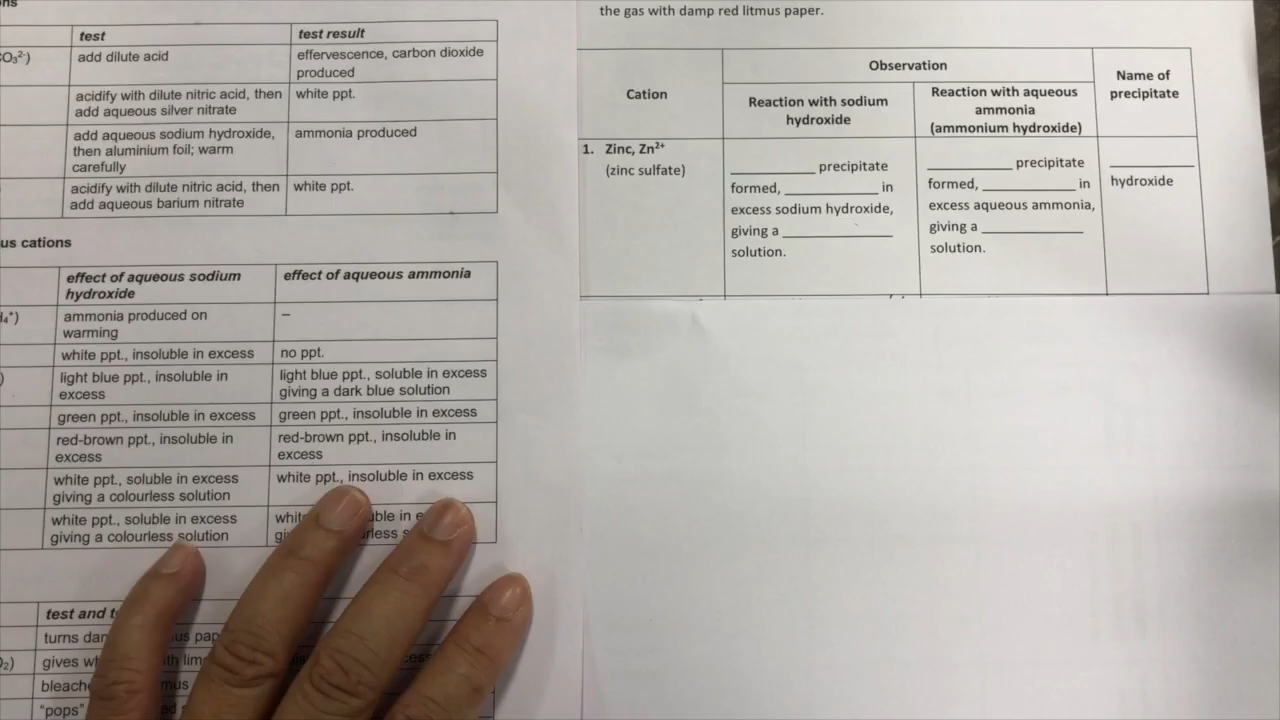 ns
test
test result
CO₃²⁻)
add dilute acid
effervescence, carbon dioxide
produced
acidify with dilute nitric acid, then
add aqueous silver nitrate
white ppt.
add aqueous sodium hydroxide,
then aluminium foil; warm
carefully
ammonia produced
acidify with dilute nitric acid, then
add aqueous barium nitrate
white ppt.
us cations
effect of aqueous sodium
hydroxide
effect of aqueous ammonia
H₄⁺)
ammonia produced on
warming
–
white ppt., insoluble in excess
no ppt.
)
light blue ppt., insoluble in
excess
light blue ppt., soluble in excess
giving a dark blue solution
green ppt., insoluble in excess
green ppt., insoluble in excess
red-brown ppt., insoluble in
excess
red-brown ppt., insoluble in
excess
white ppt., soluble in excess
giving a colourless solution
white ppt., insoluble in excess
white ppt., soluble in excess
giving a colourless solution
test and
turns
O₂)
gives
"pops"
the gas with damp red litmus paper.
Cation
Observation
Name of
precipitate
Reaction with sodium
hydroxide
Reaction with aqueous
ammonia
(ammonium hydroxide)
1. Zinc, Zn²⁺
(zinc sulfate)
__________ precipitate
formed, ___________ in
excess sodium hydroxide,
giving a _____________
solution.
__________ precipitate
formed, ___________ in
excess aqueous ammonia,
giving a ____________
solution.
__________
hydroxide